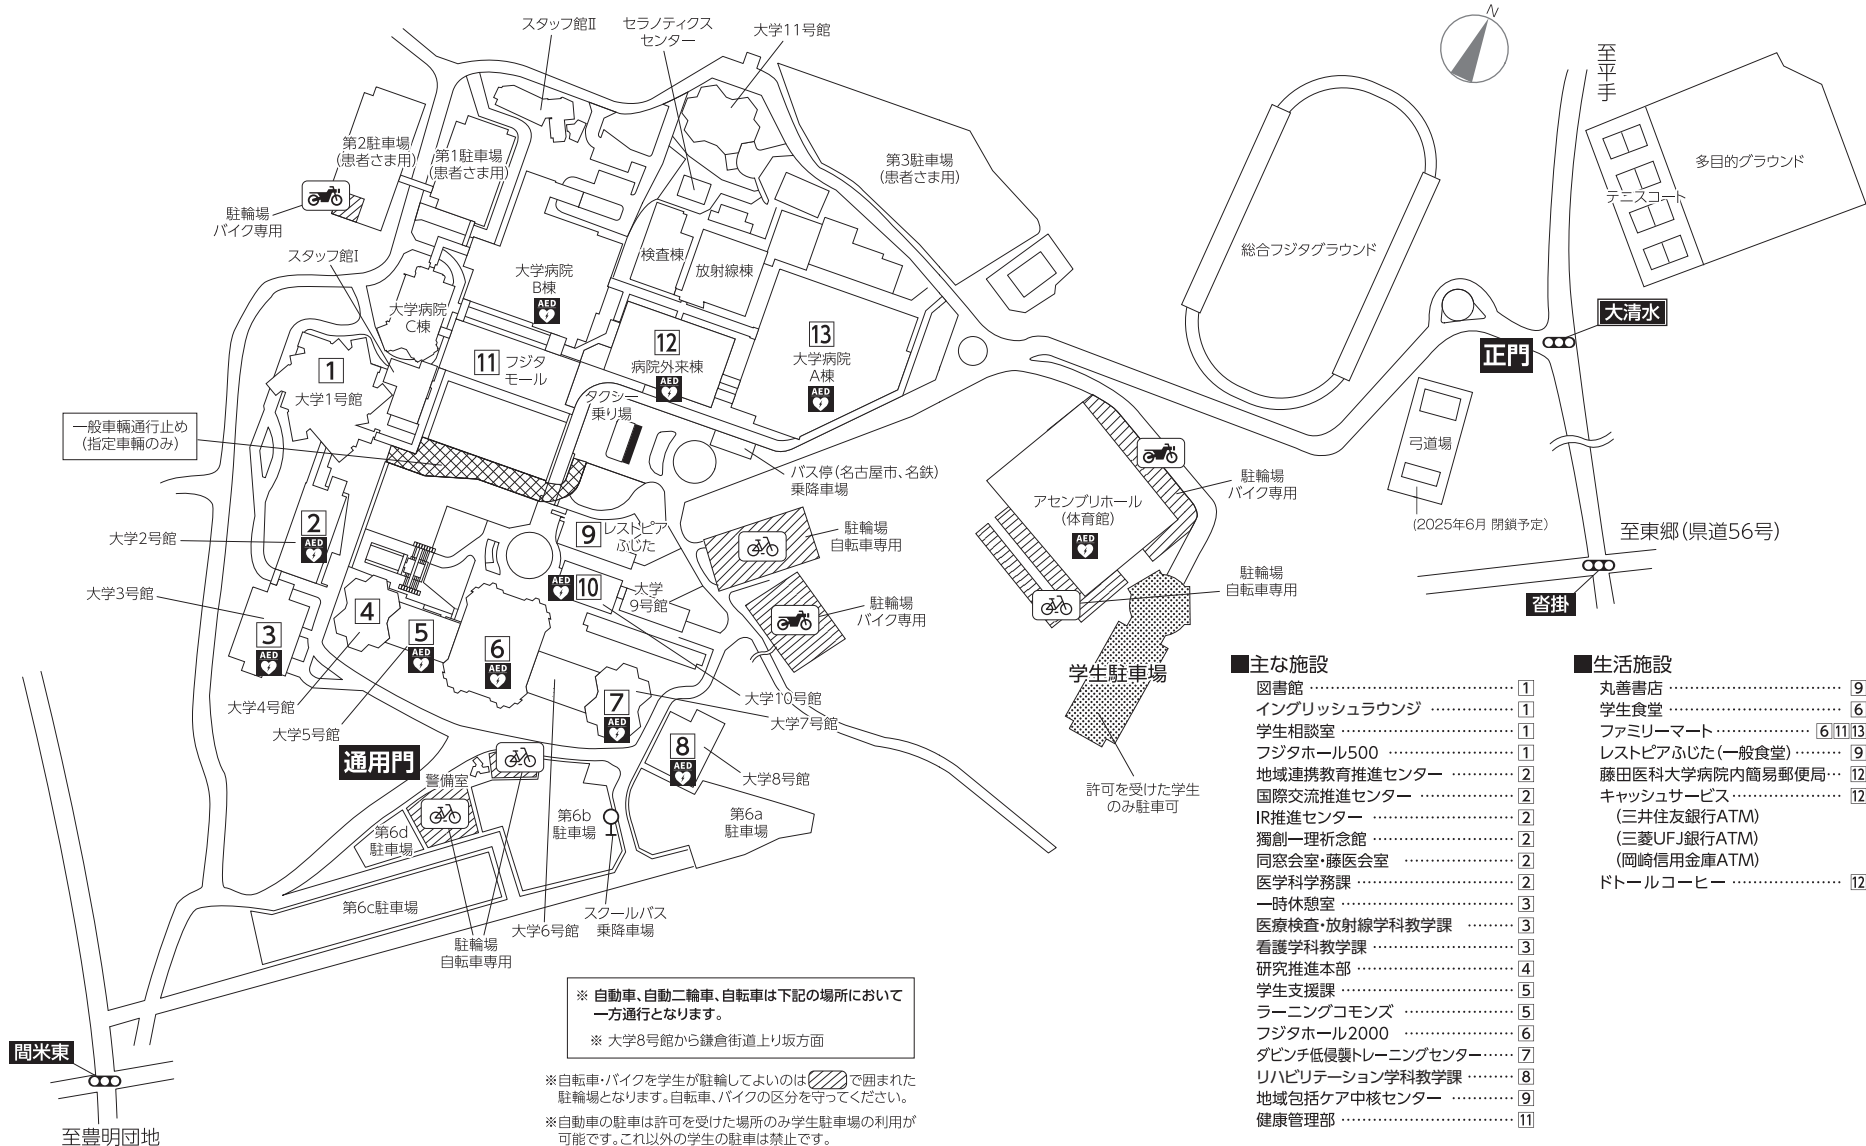 スタッフ館Ⅱ
セラノティクス
センター
大学11号館
N
至平手
第2駐車場
(患者さま用)
第1駐車場
(患者さま用)
第3駐車場
(患者さま用)
多目的グラウンド
テニスコート
駐輪場
バイク専用
スタッフ館Ⅰ
大学病院
B棟
AED
検査棟
放射線棟
総合フジタグラウンド
大学病院
C棟
大清水
正門
1
大学1号館
11 フジタ
モール
12
病院外来棟
AED
13
大学病院
A棟
AED
タクシー
乗り場
一般車輌通行止め
(指定車輌のみ)
バス停(名古屋市、名鉄)
乗降車場
弓道場
(2025年6月 閉鎖予定)
アセンブリホール
(体育館)
AED
駐輪場
バイク専用
至東郷(県道56号)
沓掛
2
AED
大学2号館
9 レストピア
ふじた
駐輪場
自転車専用
駐輪場
自転車専用
大学3号館
3
AED
4
5
AED
6
AED
AED 10
大学
9号館
駐輪場
バイク専用
学生駐車場
大学4号館
大学5号館
7
AED
大学10号館
大学7号館
通用門
警備室
8
AED
大学8号館
許可を受けた学生
のみ駐車可
第6d
駐車場
第6b
駐車場
第6a
駐車場
第6c駐車場
駐輪場
自転車専用
大学6号館
スクールバス
乗降車場
間米東
至豊明団地
※ 自動車、自動二輪車、自転車は下記の場所において
一方通行となります。
※ 大学8号館から鎌倉街道上り坂方面
※自転車・バイクを学生が駐輪してよいのは で囲まれた
駐輪場となります。自転車、バイクの区分を守ってください。
※自動車の駐車は許可を受けた場所のみ学生駐車場の利用が
可能です。これ以外の学生の駐車は禁止です。
■主な施設
図書館 …… 1
イングリッシュラウンジ …… 1
学生相談室 …… 1
フジタホール500 …… 1
地域連携教育推進センター …… 2
国際交流推進センター …… 2
IR推進センター …… 2
獨創一理祈念館 …… 2
同窓会室・藤医会室 …… 2
医学科学務課 …… 2
一時休憩室 …… 3
医療検査・放射線学科教学課 …… 3
看護学科教学課 …… 3
研究推進本部 …… 4
学生支援課 …… 5
ラーニングコモンズ …… 5
フジタホール2000 …… 6
ダビンチ低侵襲トレーニングセンター …… 7
リハビリテーション学科教学課 …… 8
地域包括ケア中核センター …… 9
健康管理部 …… 11
■生活施設
丸善書店 …… 9
学生食堂 …… 6
ファミリーマート …… 6 11 13
レストピアふじた(一般食堂) …… 9
藤田医科大学病院内簡易郵便局 … 12
キャッシュサービス …… 12
(三井住友銀行ATM)
(三菱UFJ銀行ATM)
(岡崎信用金庫ATM)
ドトールコーヒー …… 12